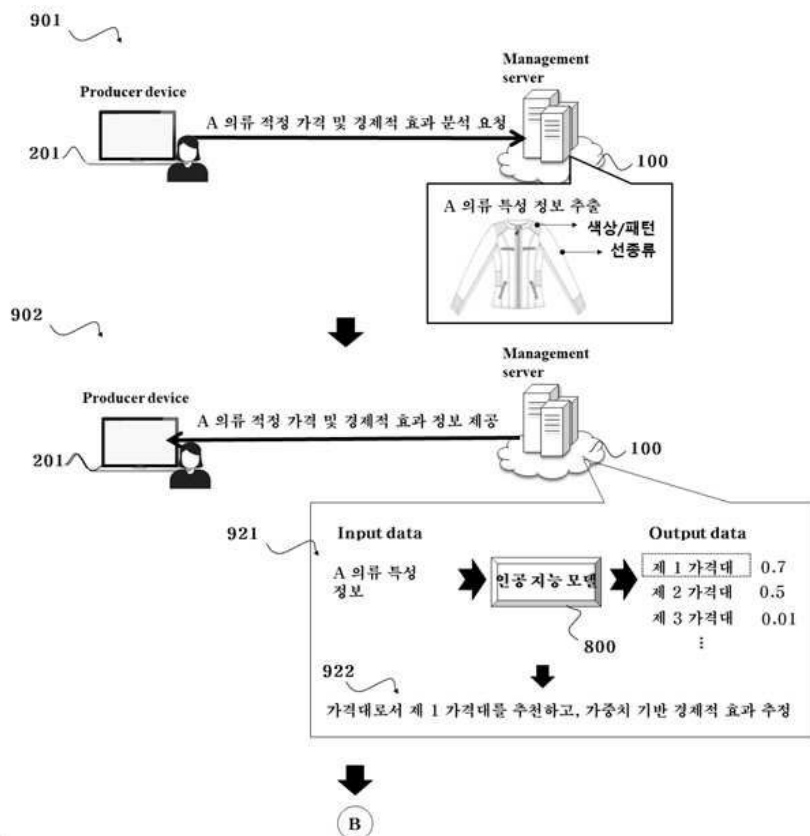 901
Management
server
Producer device
A 의류 적정 가격 및 경제적 효과 분석 요청
201
100
A 의류 특성 정보 추출
색상/패턴
선종류
902
Management
server
Producer device
A 의류 적정 가격 및 경제적 효과 정보 제공
201
100
921
Input data
Output data
A 의류 특성
정보
인공 지능 모델
제 1 가격대 0.7
제 2 가격대 0.5
제 3 가격대 0.01
⋮
800
922
가격대로서 제 1 가격대를 추천하고, 가중치 기반 경제적 효과 추정
B